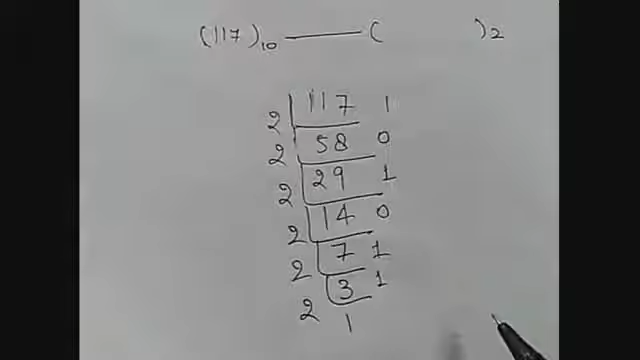 (117)10 —— ( )2
2 117 1
2 58 0
2 29 1
2 14 0
2 7 1
2 3 1
1